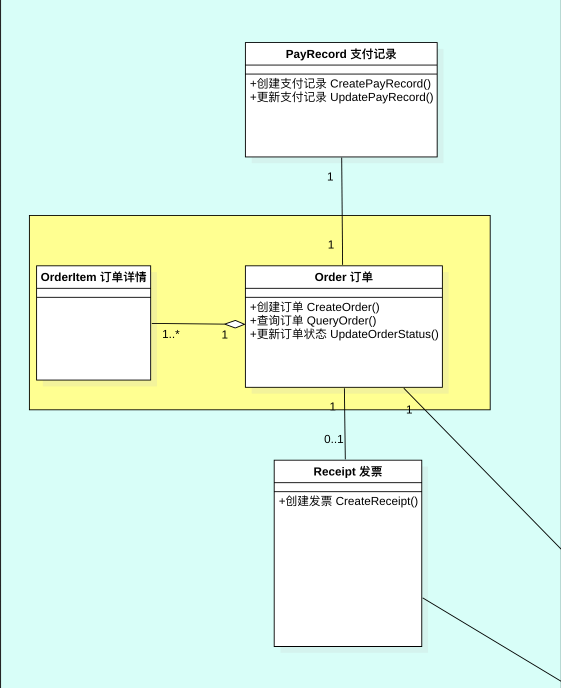 PayRecord 支付记录
+创建支付记录 CreatePayRecord()
+更新支付记录 UpdatePayRecord()
1
1
OrderItem 订单详情
Order 订单
+创建订单 CreateOrder()
+查询订单 QueryOrder()
+更新订单状态 UpdateOrderStatus()
1..*
1
1
1
0..1
Receipt 发票
+创建发票 CreateReceipt()